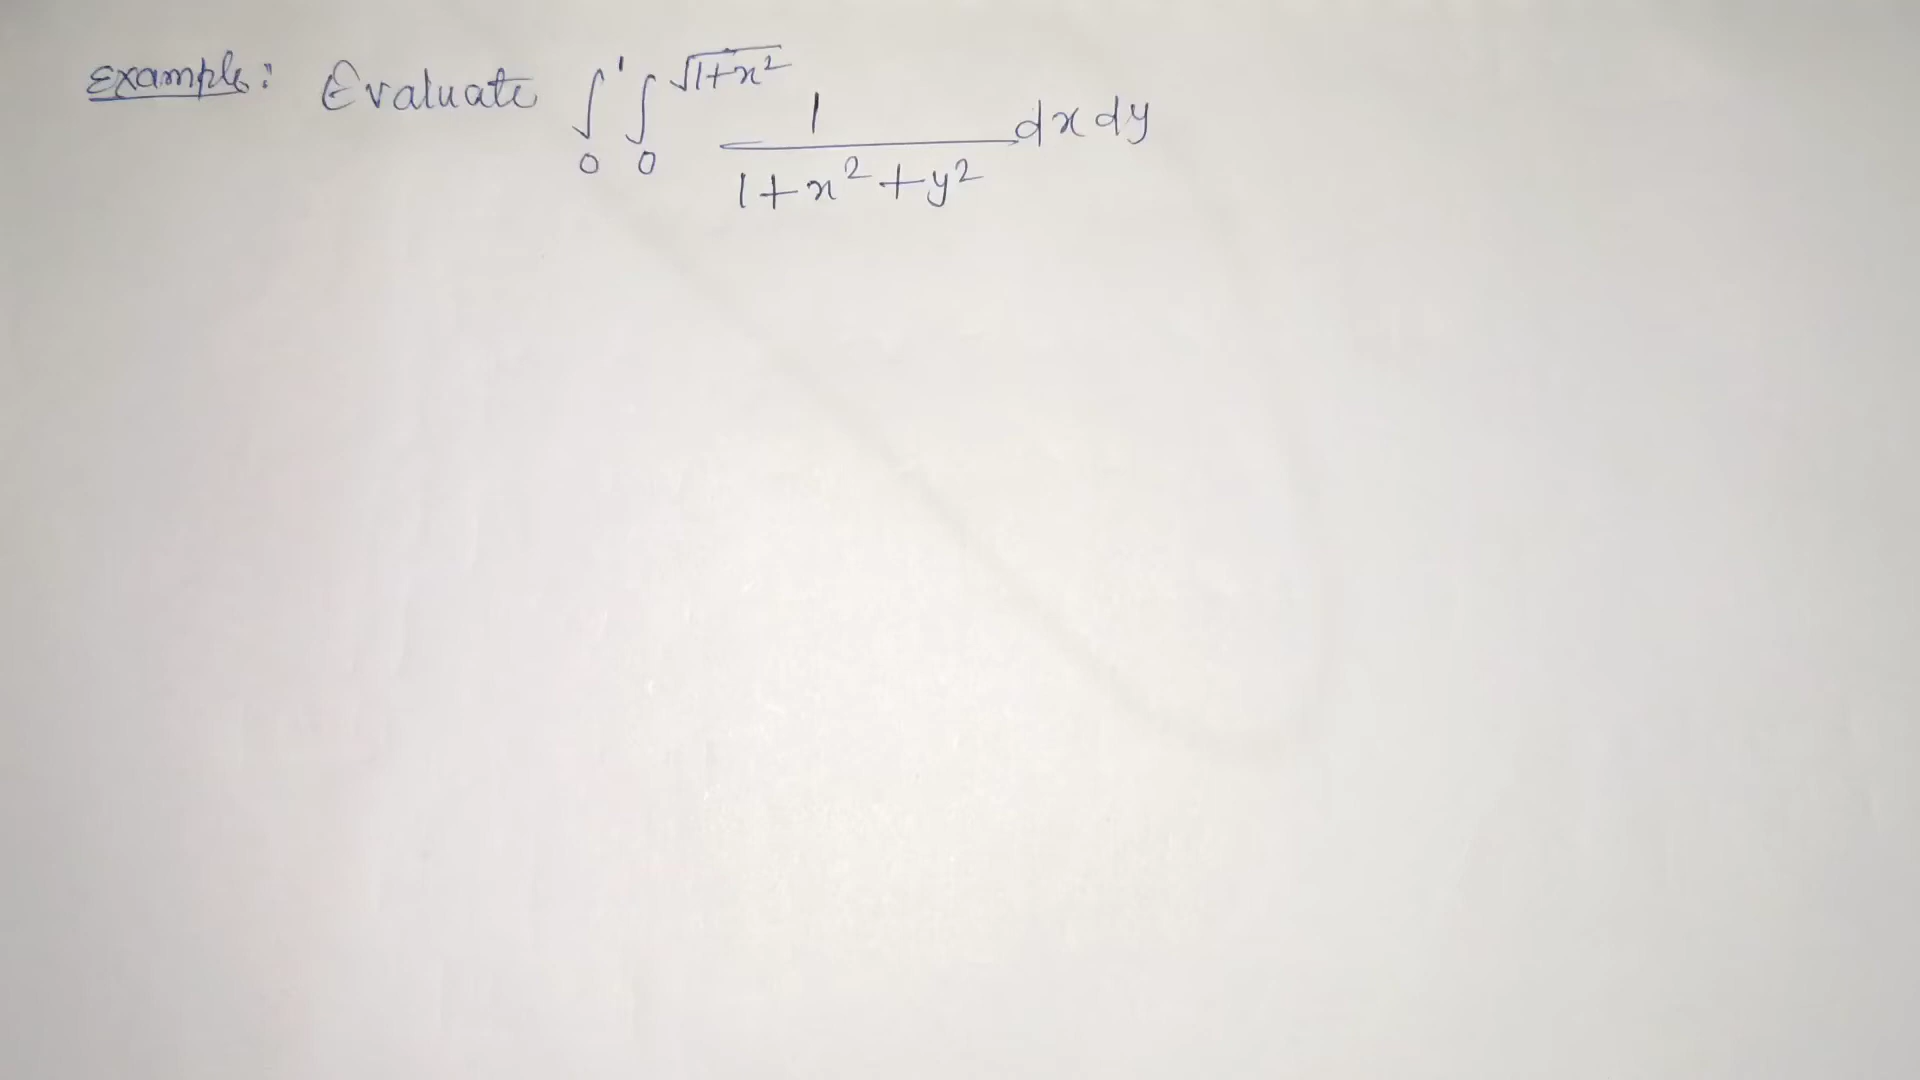 Example: Evaluate ∫₀¹ ∫₀^√(1+x²) 1/(1+x²+y²) dx dy